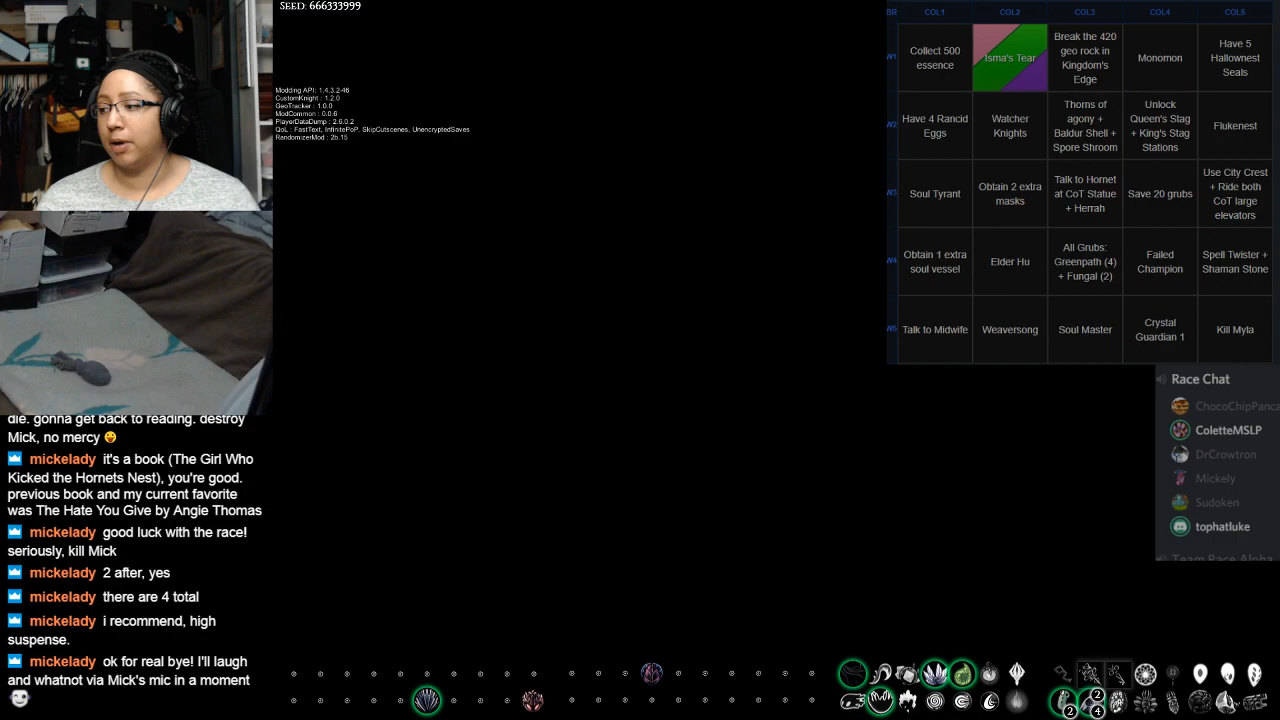 SEED: 666333999
Modding API: 1.4.3.2-46
CustomKnight : 1.2.0
GeoTracker : 1.0.0
ModCommon : 0.0.6
PlayerDataDump : 2.6.0.2
QoL : FastText, InfinitePoP, SkipCutscenes, UnencryptedSaves
RandomizerMod : 2b.15
COL1 COL2 COL3 COL4 COL5
Collect 500
essence
Isma's Tear
Break the 420
geo rock in
Kingdom's
Edge
Monomon
Have 5
Hallownest
Seals
Have 4 Rancid
Eggs
Watcher
Knights
Thorns of
agony +
Baldur Shell +
Spore Shroom
Unlock
Queen's Stag
+ King's Stag
Stations
Flukenest
Soul Tyrant
Obtain 2 extra
masks
Talk to Hornet
at CoT Statue
+ Herrah
Save 20 grubs
Use City Crest
+ Ride both
CoT large
elevators
Obtain 1 extra
soul vessel
Elder Hu
All Grubs:
Greenpath (4)
+ Fungal (2)
Failed
Champion
Spell Twister +
Shaman Stone
Talk to Midwife
Weaversong
Soul Master
Crystal
Guardian 1
Kill Myla
Race Chat
ChocoChipPanca
ColetteMSLP
DrCrowtron
Mickely
Sudoken
tophatluke
Team Race Alpha
die. gonna get back to reading. destroy
Mick, no mercy 😛
mickelady it's a book (The Girl Who
Kicked the Hornets Nest), you're good.
previous book and my current favorite
was The Hate You Give by Angie Thomas
mickelady good luck with the race!
seriously, kill Mick
mickelady 2 after, yes
mickelady there are 4 total
mickelady i recommend, high
suspense.
mickelady ok for real bye! I'll laugh
and whatnot via Mick's mic in a moment
2
2
4